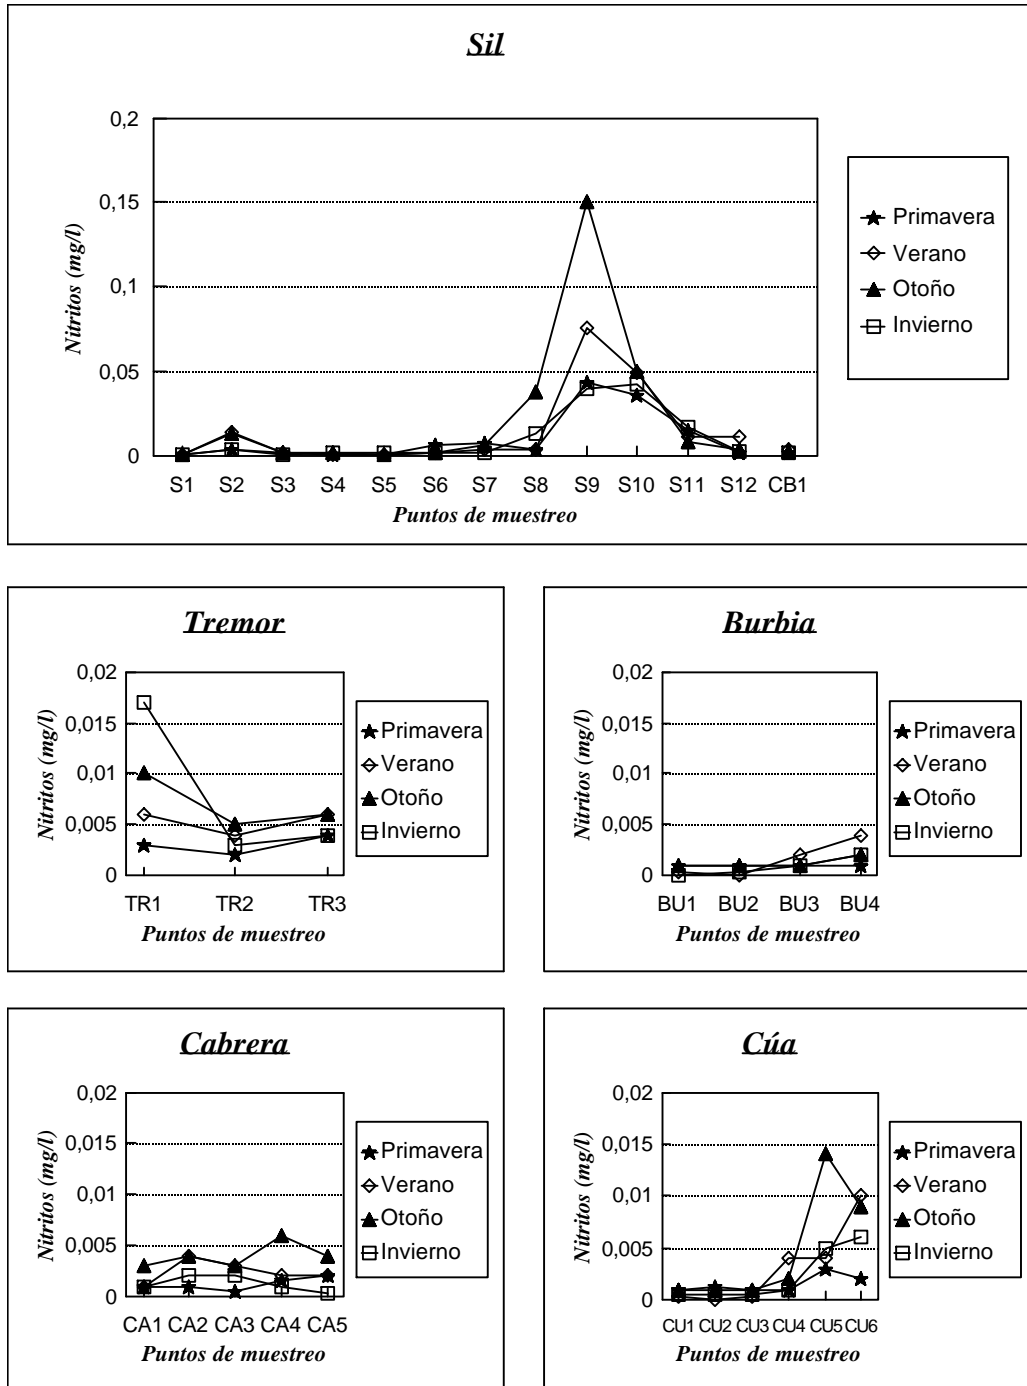 Sil
Nitritos (mg/l)
0,2
0,15
0,1
0,05
0
S1 S2 S3 S4 S5 S6 S7 S8 S9 S10 S11 S12 CB1
Puntos de muestreo
Primavera
Verano
Otoño
Invierno
Tremor
Nitritos (mg/l)
0,02
0,015
0,01
0,005
0
TR1 TR2 TR3
Puntos de muestreo
Primavera
Verano
Otoño
Invierno
Burbia
Nitritos (mg/l)
0,02
0,015
0,01
0,005
0
BU1 BU2 BU3 BU4
Puntos de muestreo
Primavera
Verano
Otoño
Invierno
Cabrera
Nitritos (mg/l)
0,02
0,015
0,01
0,005
0
CA1 CA2 CA3 CA4 CA5
Puntos de muestreo
Primavera
Verano
Otoño
Invierno
Cúa
Nitritos (mg/l)
0,02
0,015
0,01
0,005
0
CU1 CU2 CU3 CU4 CU5 CU6
Puntos de muestreo
Primavera
Verano
Otoño
Invierno